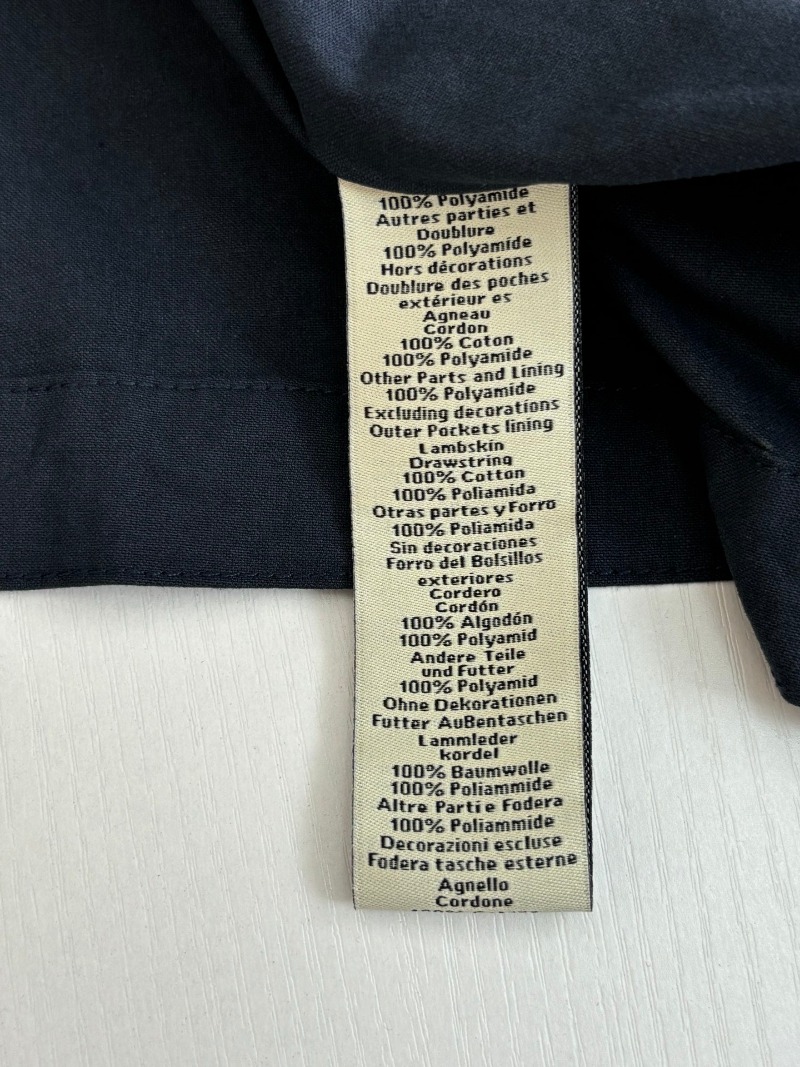 100% Polyamide
Autres parties et
Doublure
100% Polyamide
Hors décorations
Doublure des poches
extérieur es
Agneau
Cordon
100% Coton
100% Polyamide
Other Parts and Lining
100% Polyamide
Excluding decorations
Outer Pockets lining
Lambskin
Drawstring
100% Cotton
100% Poliamida
Otras partes y Forro
100% Poliamida
Sin decoraciones
Forro del Bolsillos
exteriores
Cordero
Cordón
100% Algodón
100% Polyamid
Andere Teile
und Futter
100% Polyamid
Ohne Dekorationen
Futter Außentaschen
Lammleder
kordel
100% Baumwolle
100% Poliammide
Altre Parti e Fodera
100% Poliammide
Decorazioni escluse
Fodera tasche esterne
Agnello
Cordone